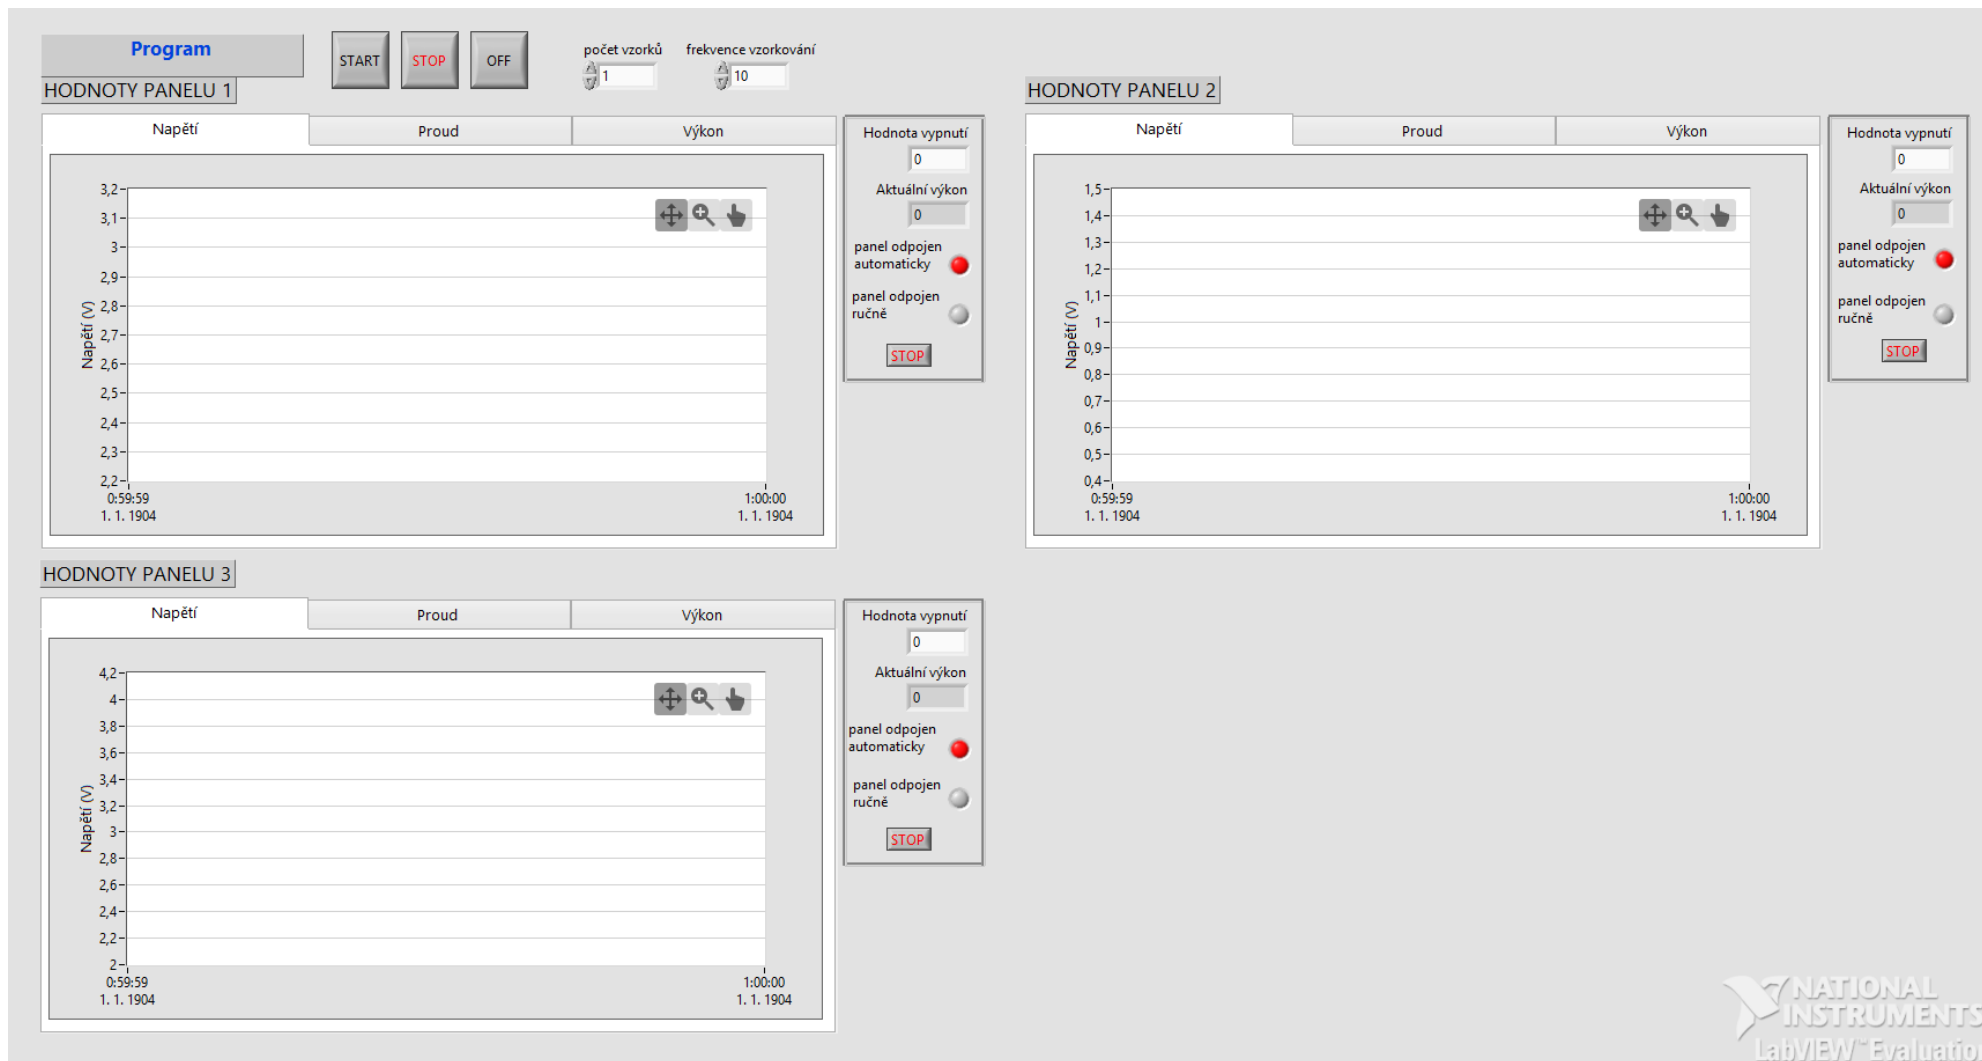 Program
START
STOP
OFF
počet vzorků
1
frekvence vzorkování
10
HODNOTY PANELU 1
Napětí
Proud
Výkon
Napětí (V)
3,2
3,1
3
2,9
2,8
2,7
2,6
2,5
2,4
2,3
2,2
0:59:59
1. 1. 1904
1:00:00
1. 1. 1904
Hodnota vypnutí
0
Aktuální výkon
0
panel odpojen
automaticky
panel odpojen
ručně
STOP
HODNOTY PANELU 2
Napětí
Proud
Výkon
Napětí (V)
1,5
1,4
1,3
1,2
1,1
1
0,9
0,8
0,7
0,6
0,5
0,4
0:59:59
1. 1. 1904
1:00:00
1. 1. 1904
Hodnota vypnutí
0
Aktuální výkon
0
panel odpojen
automaticky
panel odpojen
ručně
STOP
HODNOTY PANELU 3
Napětí
Proud
Výkon
Napětí (V)
4,2
4
3,8
3,6
3,4
3,2
3
2,8
2,6
2,4
2,2
2
0:59:59
1. 1. 1904
1:00:00
1. 1. 1904
Hodnota vypnutí
0
Aktuální výkon
0
panel odpojen
automaticky
panel odpojen
ručně
STOP
NATIONAL
INSTRUMENTS
LabVIEW™ Evaluation